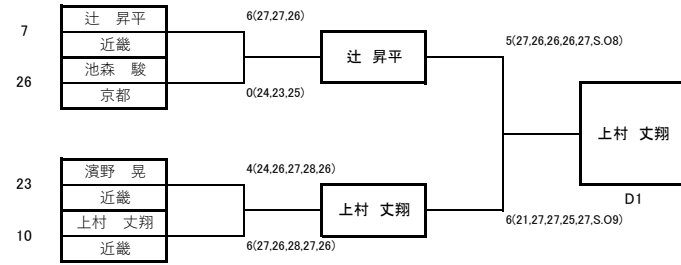 7
辻　昇平
近畿
6(27,27,26)
26
池森　駿
京都
0(24,23,25)
辻　昇平
5(27,26,26,26,27,S.O8)
23
濱野　晃
近畿
4(24,26,27,28,26)
10
上村　丈翔
近畿
6(27,26,28,27,26)
上村　丈翔
6(21,27,27,25,27,S.O9)
上村　丈翔
D1